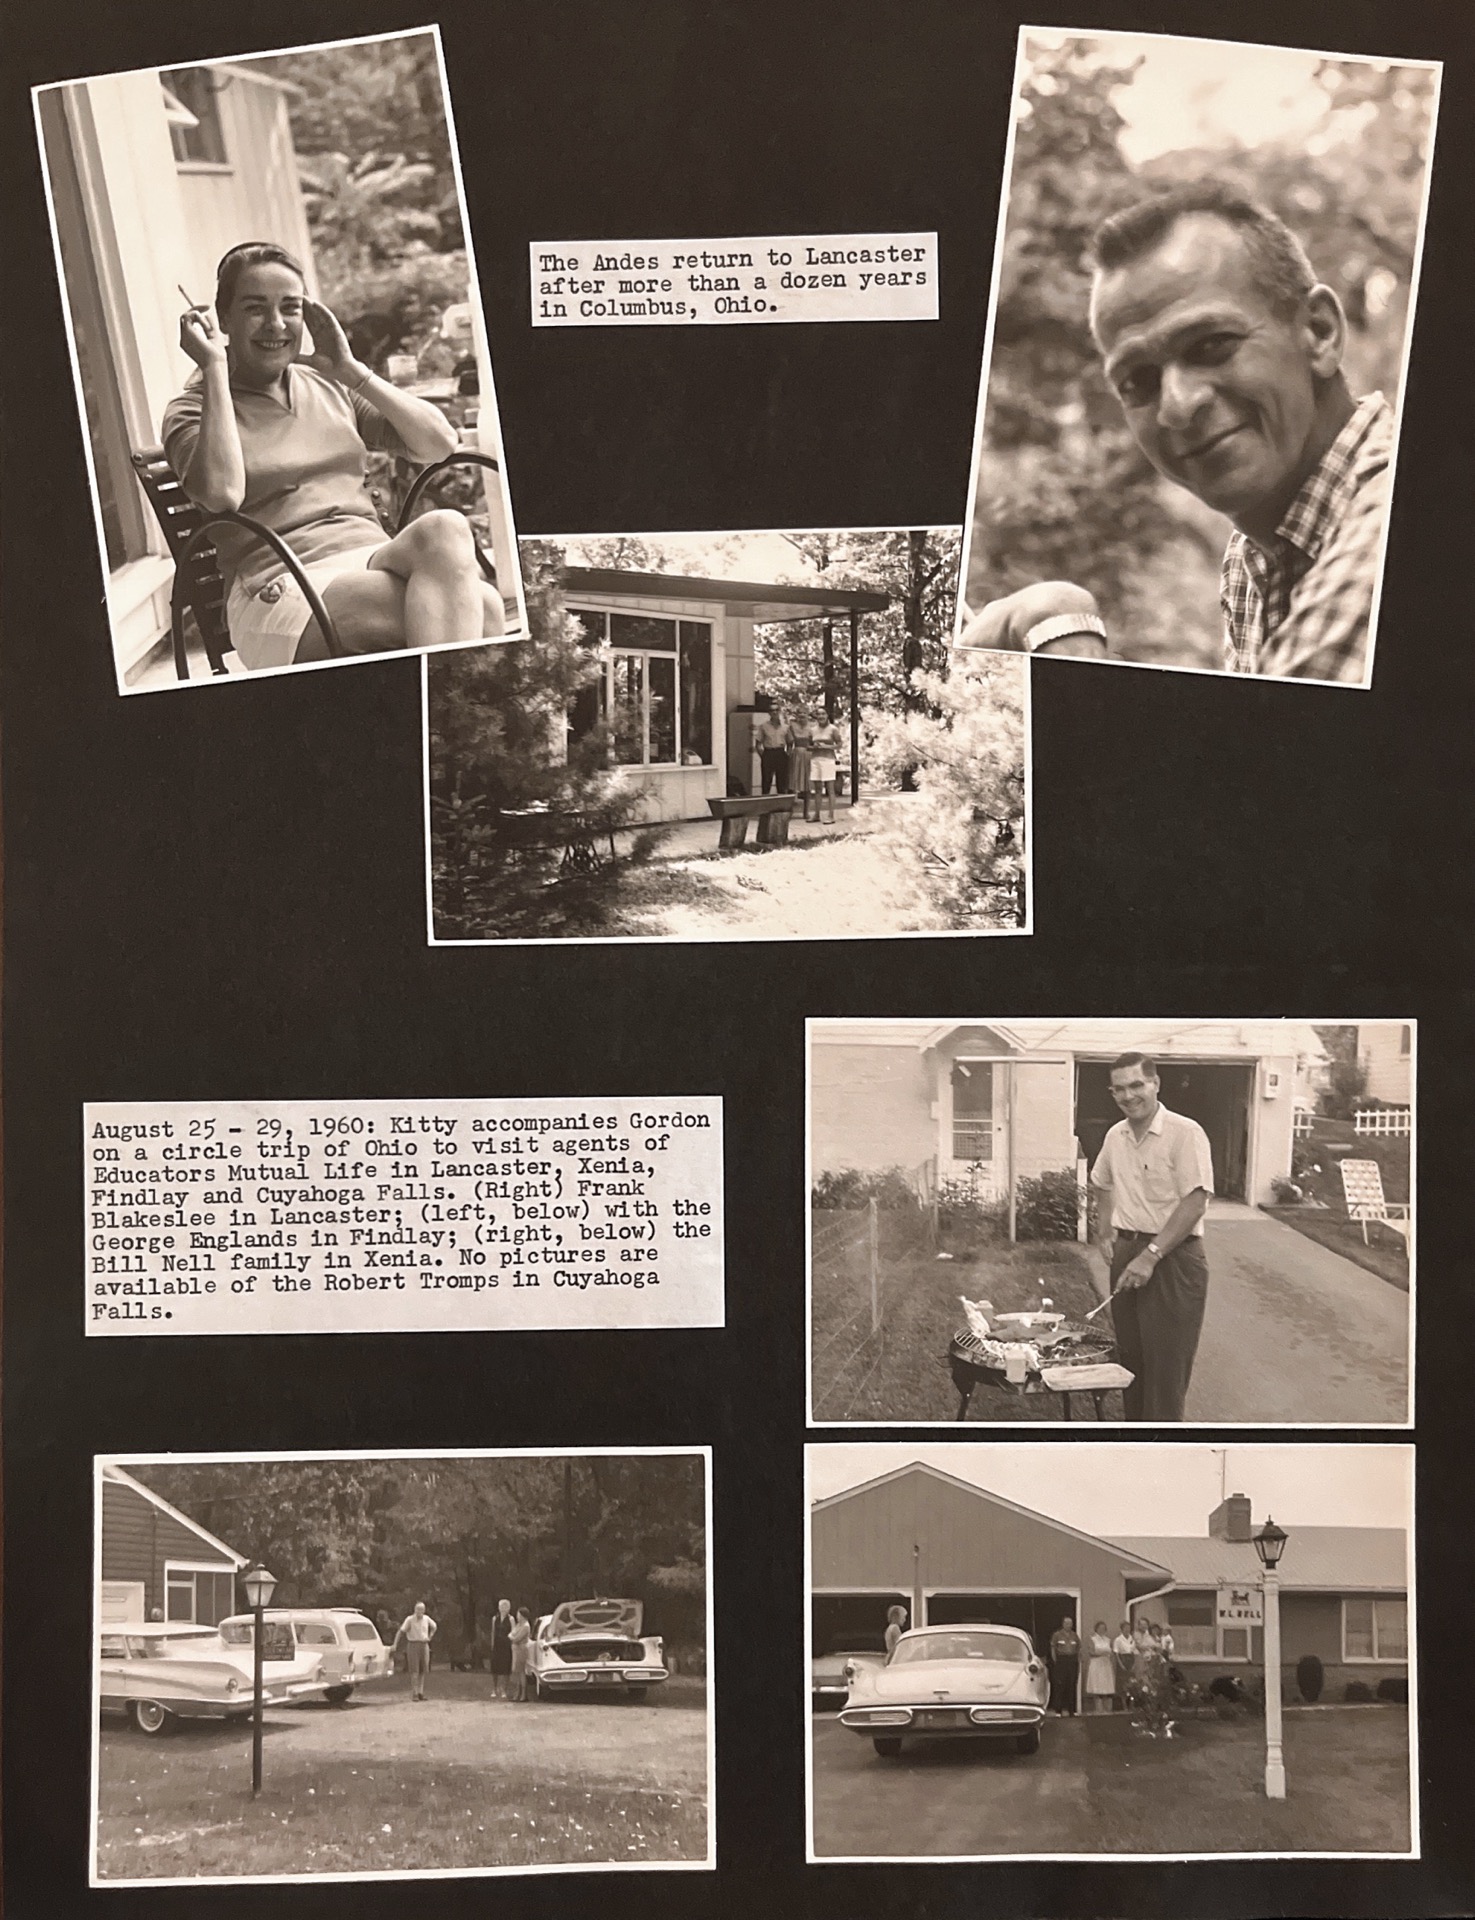 The Andes return to Lancaster
after more than a dozen years
in Columbus, Ohio.
August 25 - 29, 1960: Kitty accompanies Gordon
on a circle trip of Ohio to visit agents of
Educators Mutual Life in Lancaster, Xenia,
Findlay and Cuyahoga Falls. (Right) Frank
Blakeslee in Lancaster; (left, below) with the
George Englands in Findlay; (right, below) the
Bill Nell family in Xenia. No pictures are
available of the Robert Tromps in Cuyahoga
Falls.
W.L. NELL